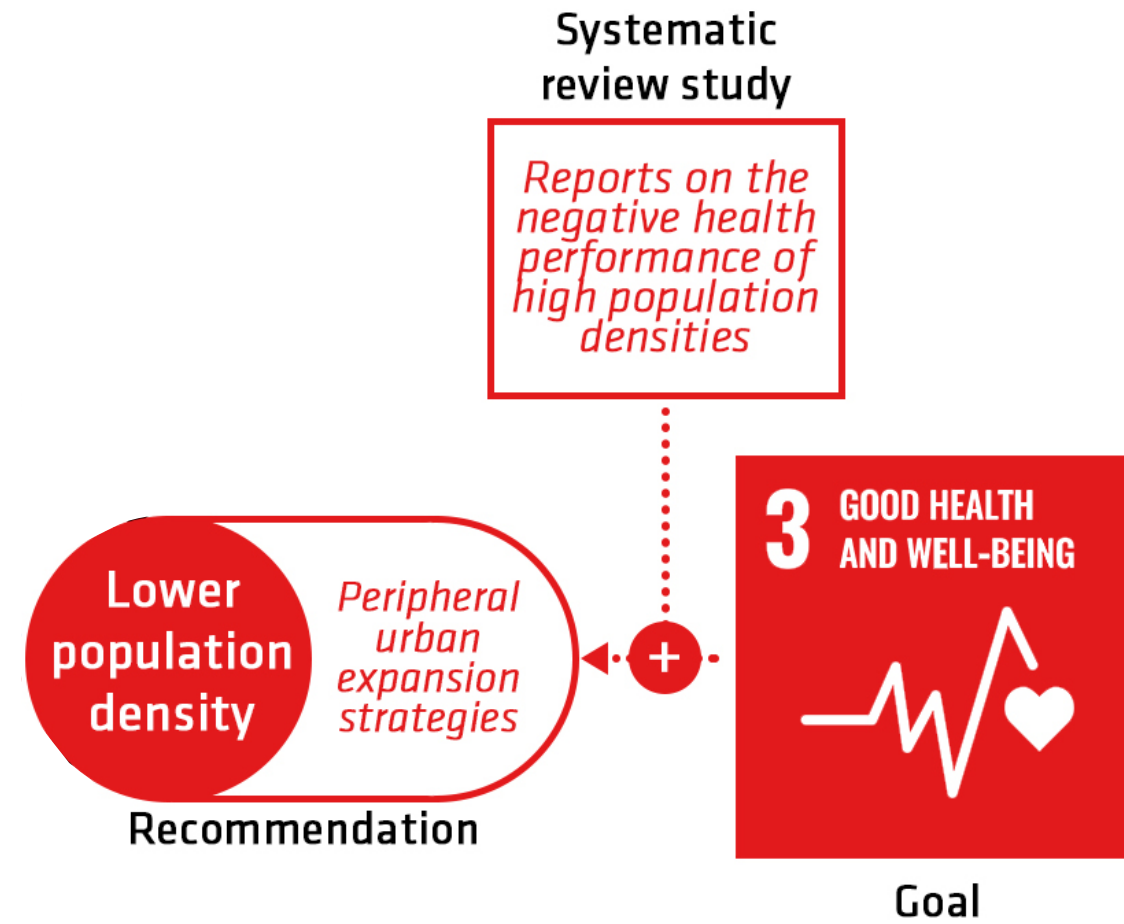 Systematic
review study
Reports on the
negative health
performance of
high population
densities
3 GOOD HEALTH
AND WELL-BEING
Lower
population
density
Peripheral
urban
expansion
strategies
+
Recommendation
Goal